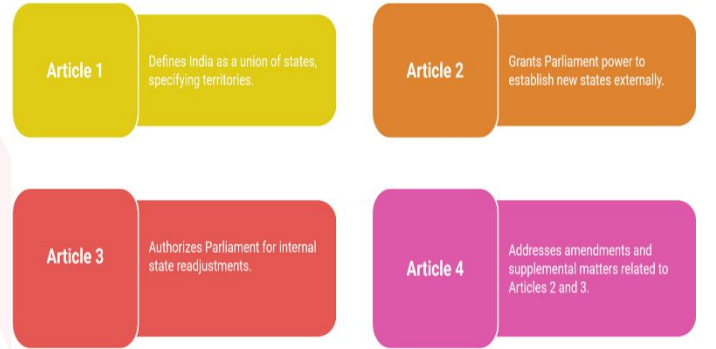 Article 1
Defines India as a union of states,
specifying territories.
Article 2
Grants Parliament power to
establish new states externally.
Article 3
Authorizes Parliament for internal
state readjustments.
Article 4
Addresses amendments and
supplemental matters related to
Articles 2 and 3.